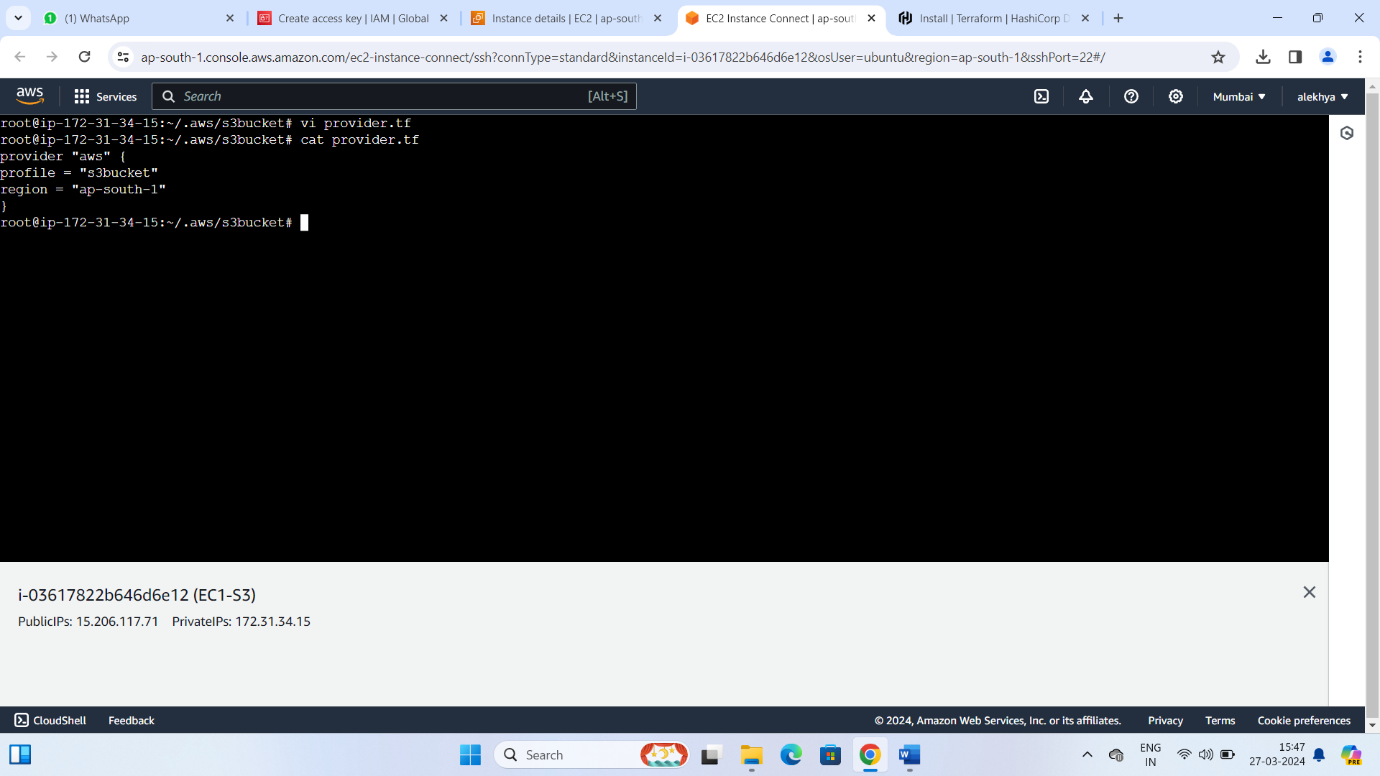 (1) WhatsApp
Create access key | IAM | Global
Instance details | EC2 | ap-south
EC2 Instance Connect | ap-sout
Install | Terraform | HashiCorp D
ap-south-1.console.aws.amazon.com/ec2-instance-connect/ssh?connType=standard&instanceId=i-03617822b646d6e12&osUser=ubuntu&region=ap-south-1&sshPort=22#/
aws Services Search [Alt+S] Mumbai alekhya
root@ip-172-31-34-15:~/.aws/s3bucket# vi provider.tf
root@ip-172-31-34-15:~/.aws/s3bucket# cat provider.tf
provider "aws" {
profile = "s3bucket"
region = "ap-south-1"
}
root@ip-172-31-34-15:~/.aws/s3bucket#
i-03617822b646d6e12 (EC1-S3)
PublicIPs: 15.206.117.71 PrivateIPs: 172.31.34.15
CloudShell Feedback © 2024, Amazon Web Services, Inc. or its affiliates. Privacy Terms Cookie preferences
Search
ENG
IN
15:47
27-03-2024
PRE